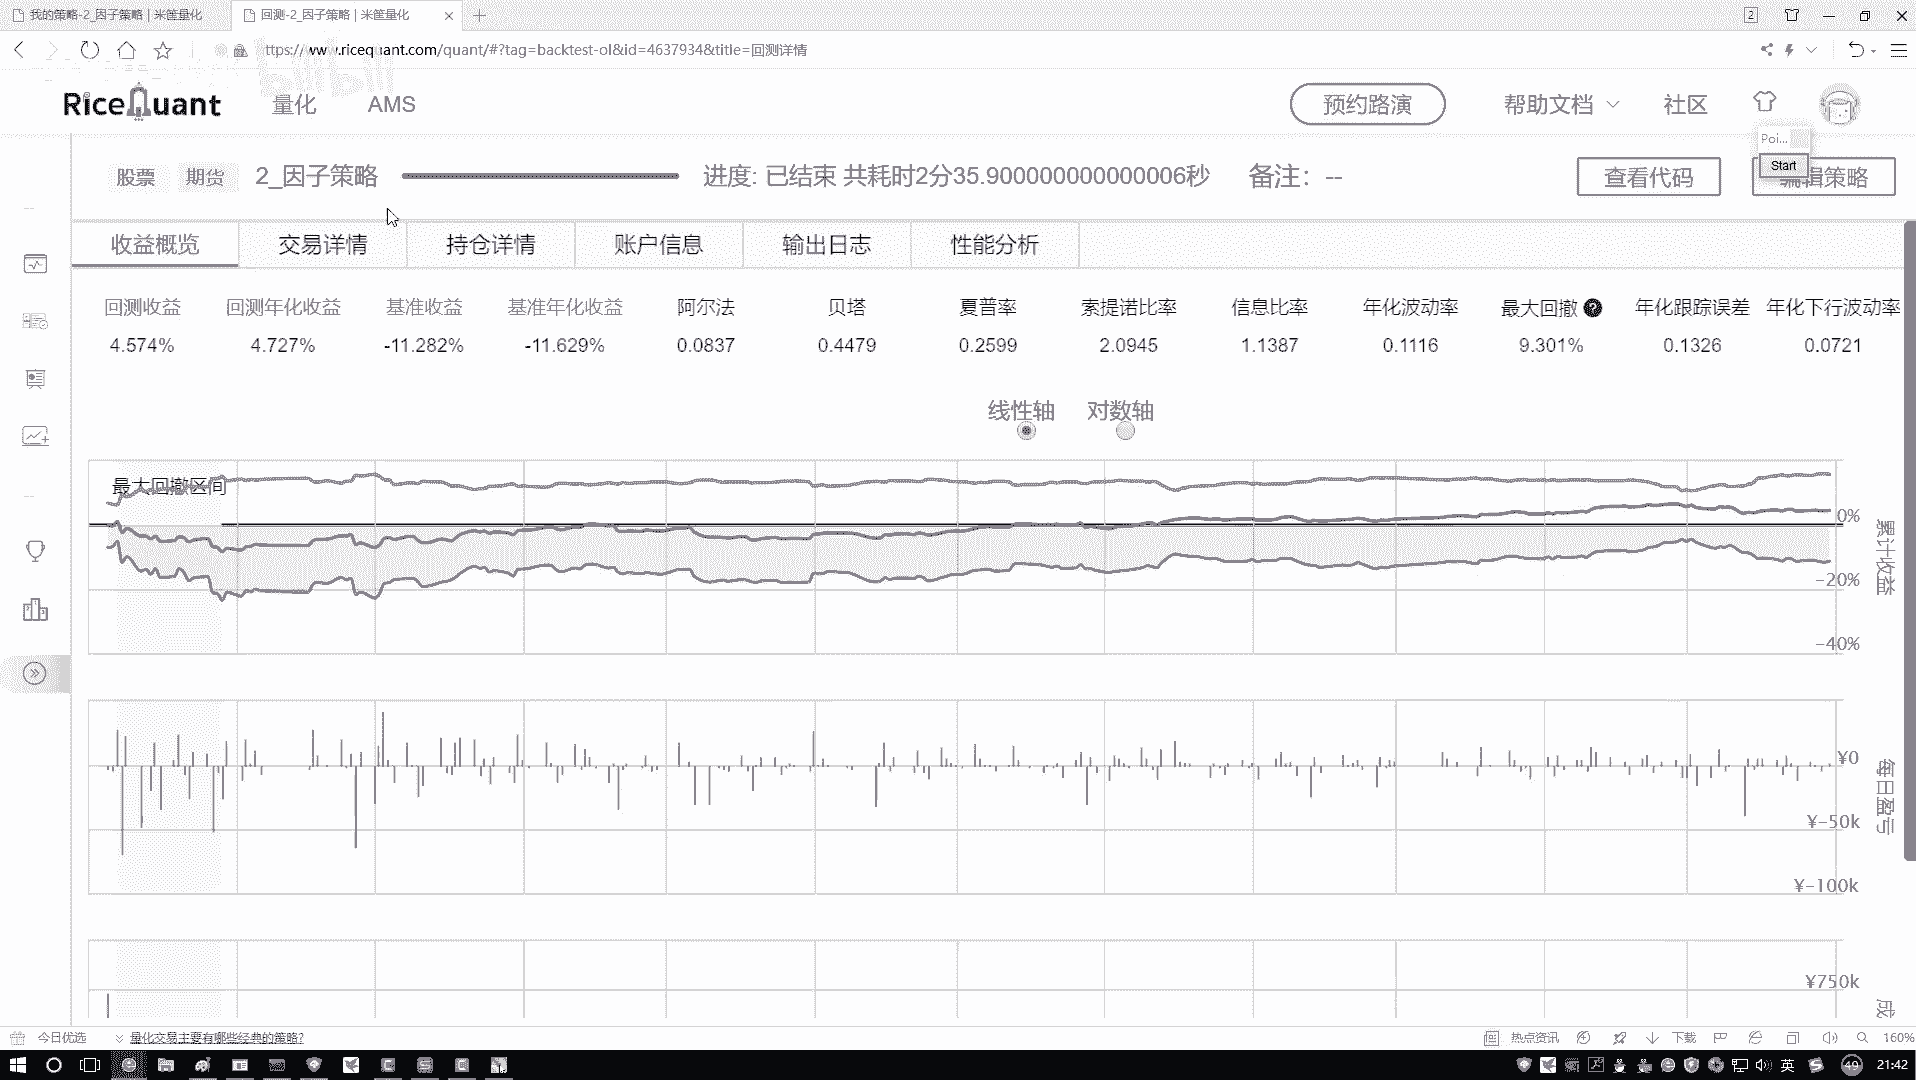 我的策略-2_因子策略 | 米筐量化
回测-2_因子策略 | 米筐量化
2
ttps://www.ricequant.com/quant/#?tag=backtest-ol&id=4637934&title=回测详情
bilibili
RiceQuant 量化 AMS 预约路演 帮助文档 社区
Poi...
Start
股票 期货 2_因子策略 进度: 已结束 共耗时2分35.900000000000006秒 备注: -- 查看代码 编辑策略
收益概览 交易详情 持仓详情 账户信息 输出日志 性能分析
回测收益 回测年化收益 基准收益 基准年化收益 阿尔法 贝塔 夏普率 索提诺比率 信息比率 年化波动率 最大回撤 ? 年化跟踪误差 年化下行波动率
4.574% 4.727% -11.282% -11.629% 0.0837 0.4479 0.2599 2.0945 1.1387 0.1116 9.301% 0.1326 0.0721
线性轴 对数轴
最大回撤区间
0%
-20%
-40%
累计收益
¥0
¥-50k
¥-100k
每日盈亏
¥750k
成
今日优选 量化交易主要有哪些经典的策略? 热点资讯 下载 160%
英 49 21:42